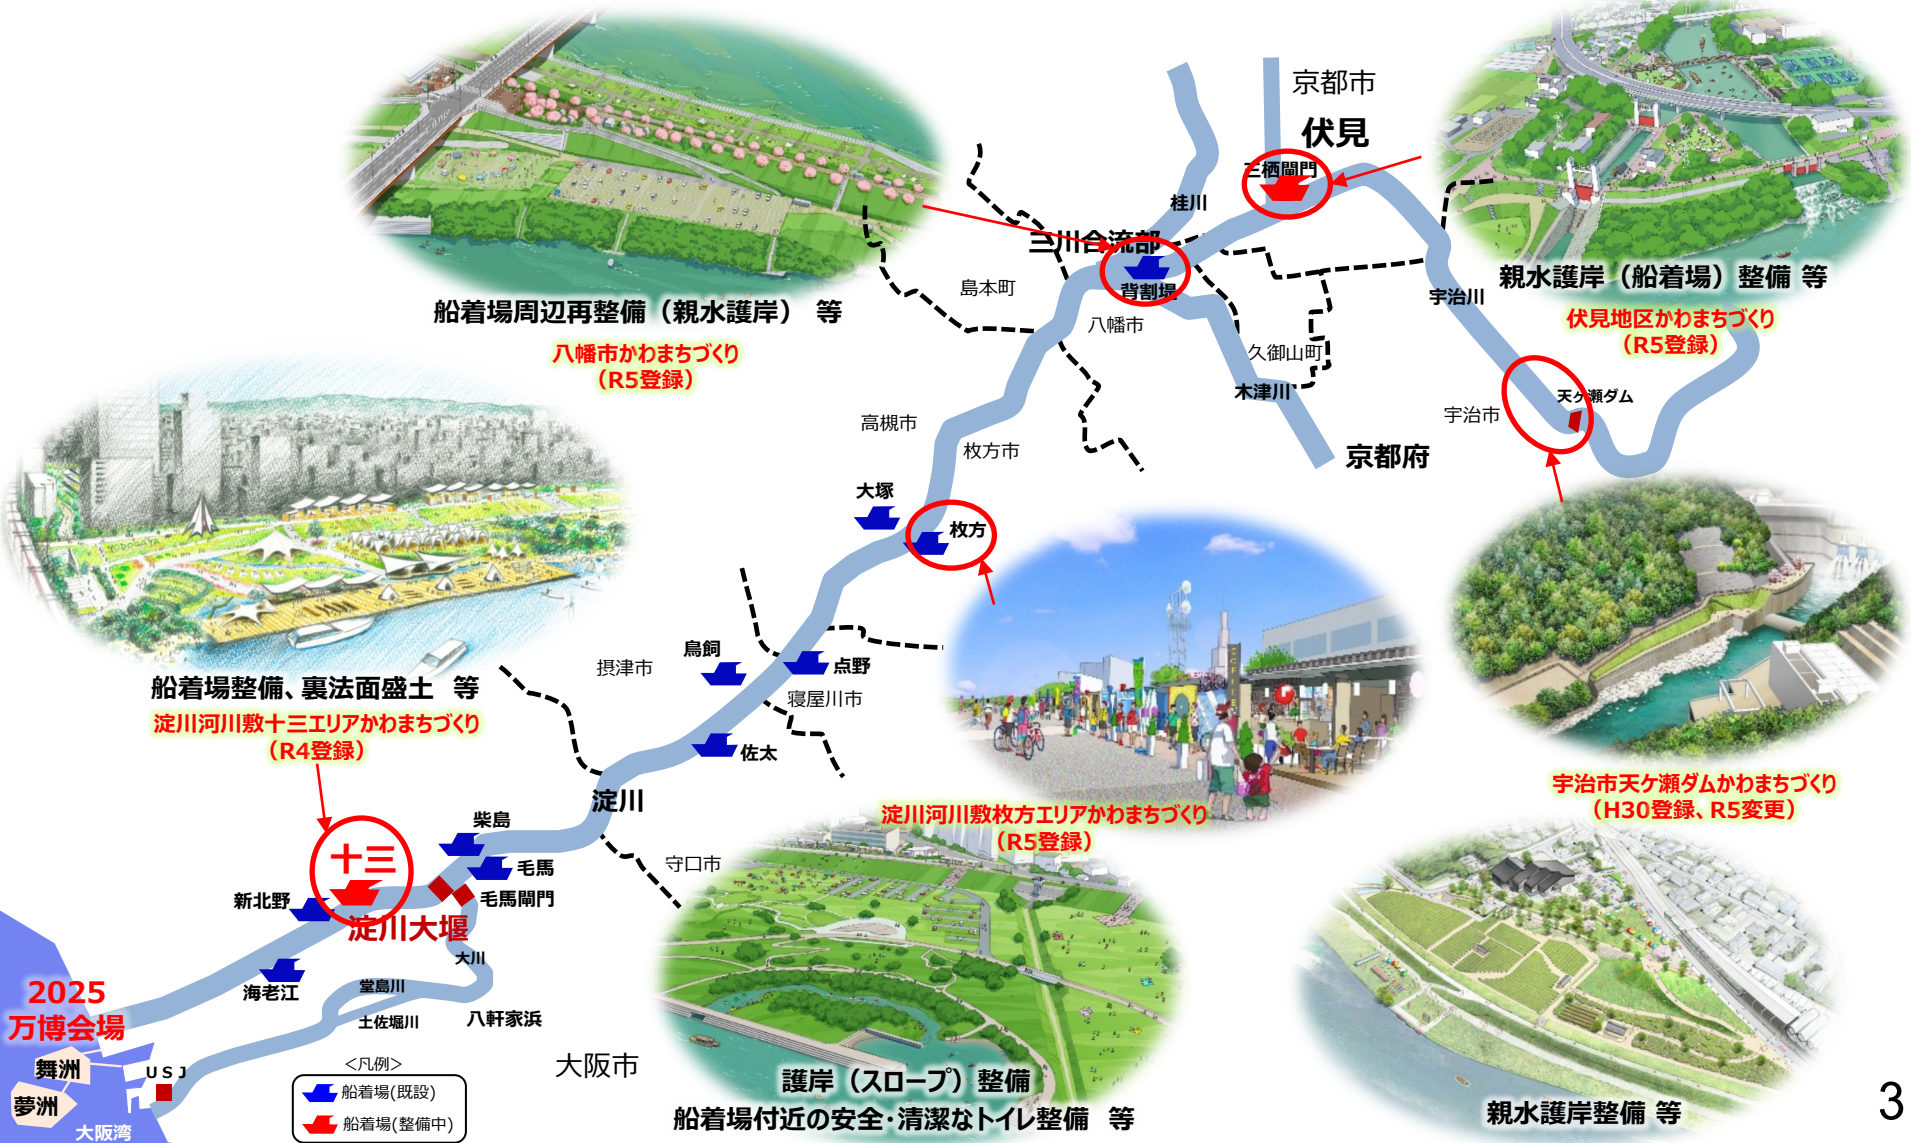 京都市
伏見
三栖閘門
桂川
三川合流部
背割堤
島本町
八幡市
久御山町
木津川
宇治川
天ケ瀬ダム
宇治市
京都府
船着場周辺再整備（親水護岸） 等
八幡市かわまちづくり
（R5登録）
親水護岸（船着場）整備 等
伏見地区かわまちづくり
（R5登録）
高槻市
枚方市
大塚
枚方
鳥飼
摂津市
点野
寝屋川市
佐太
船着場整備、裏法面盛土 等
淀川河川敷十三エリアかわまちづくり
（R4登録）
淀川河川敷枚方エリアかわまちづくり
（R5登録）
宇治市天ケ瀬ダムかわまちづくり
（H30登録、R5変更）
淀川
柴島
毛馬
守口市
十三
毛馬閘門
新北野
淀川大堰
大川
海老江
堂島川
土佐堀川
八軒家浜
2025
万博会場
舞洲
USJ
夢洲
大阪湾
大阪市
＜凡例＞
船着場(既設)
船着場(整備中)
護岸（スロープ）整備
船着場付近の安全・清潔なトイレ整備 等
親水護岸整備 等
3